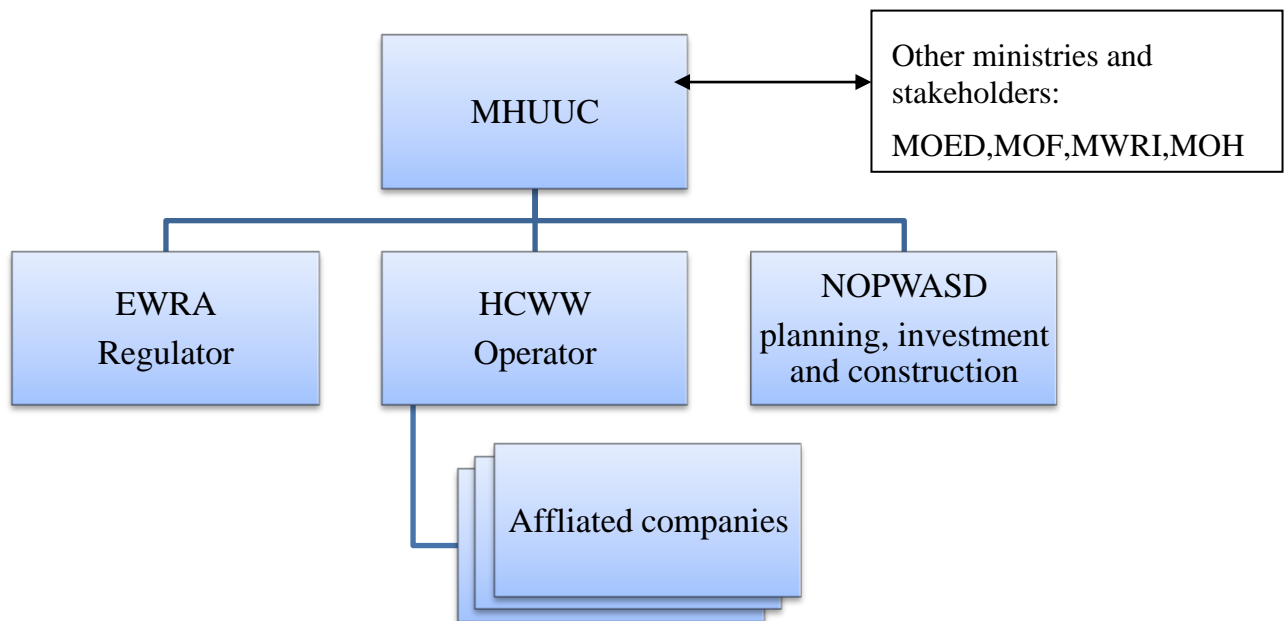 MHUUC
Other ministries and
stakeholders:
MOED,MOF,MWRI,MOH
EWRA
Regulator
HCWW
Operator
NOPWASD
planning, investment
and construction
Affliated companies